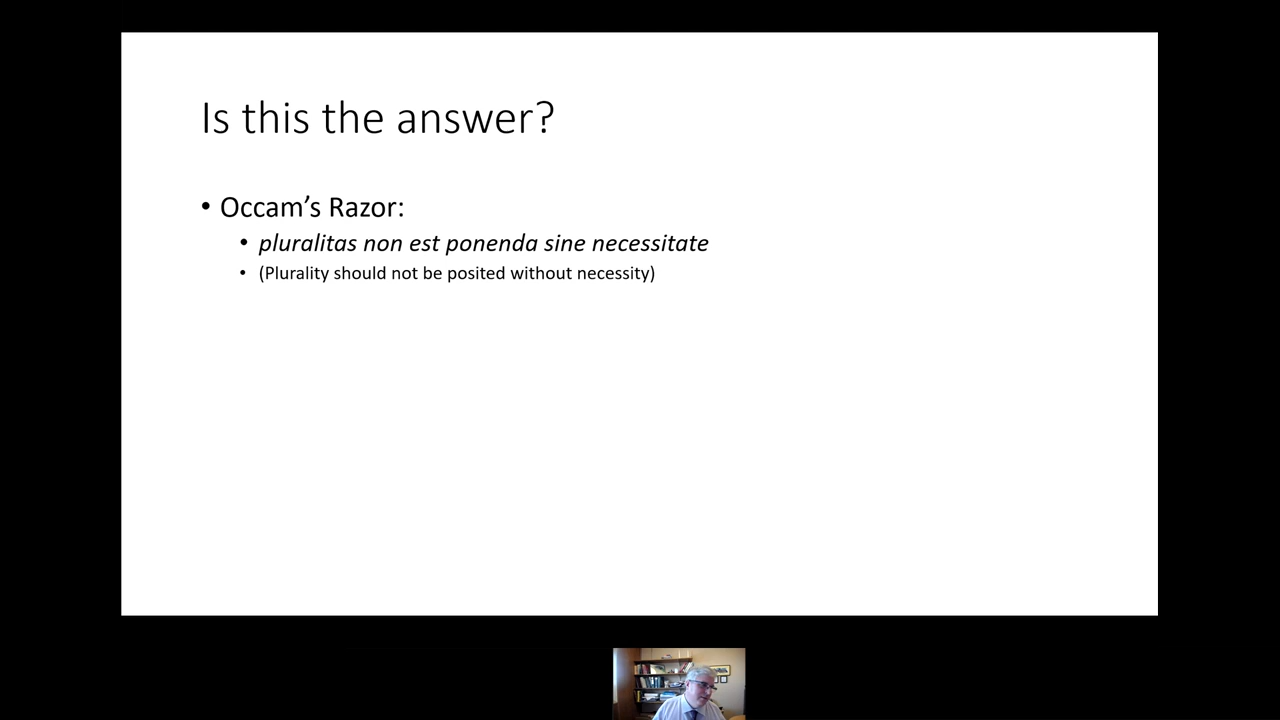 Is this the answer?
• Occam’s Razor:
• pluralitas non est ponenda sine necessitate
• (Plurality should not be posited without necessity)